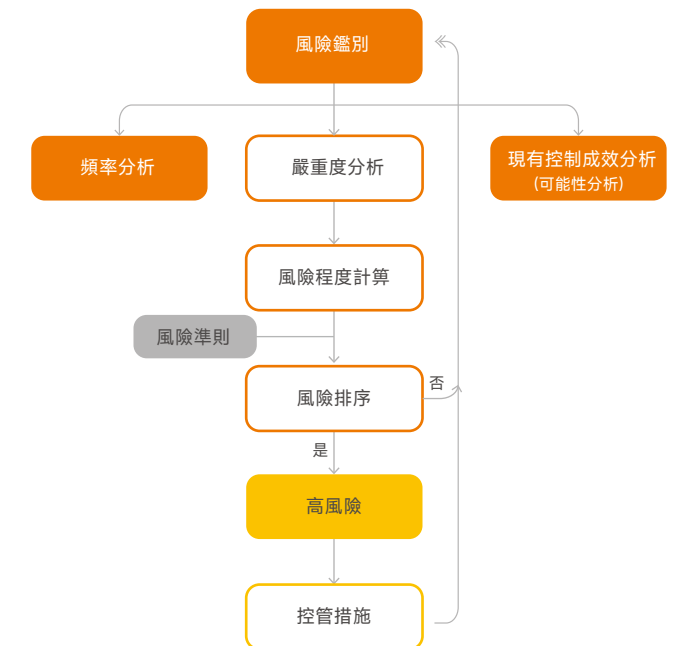 風險鑑別
頻率分析
嚴重度分析
現有控制成效分析
(可能性分析)
風險程度計算
風險準則
風險排序
否
是
高風險
控管措施